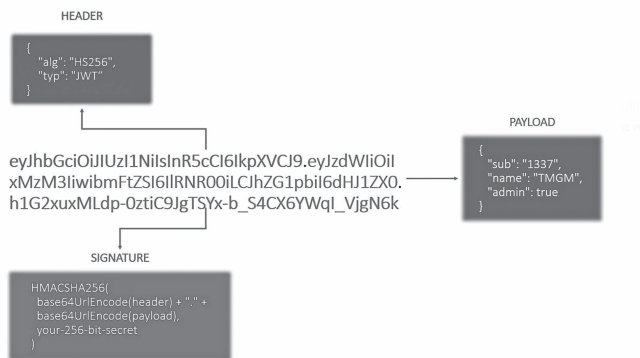 HEADER
{
"alg": "HS256",
"typ": "JWT"
}
PAYLOAD
{
"sub": "1337",
"name": "TMGM",
"admin": true
}
eyJhbGciOiJIUzI1NiIsInR5cCI6IkpXVCJ9.eyJzdWIiOiI
xMzM3IiwibmFtZSI6IlRNR00iLCJhZG1pbiI6dHJ1ZX0.
h1G2xuxMLdp-0ztiC9JgTSYx-b_S4CX6YWqI_VjgN6k
SIGNATURE
HMACSHA256(
base64UrlEncode(header) + "." +
base64UrlEncode(payload),
your-256-bit-secret
)